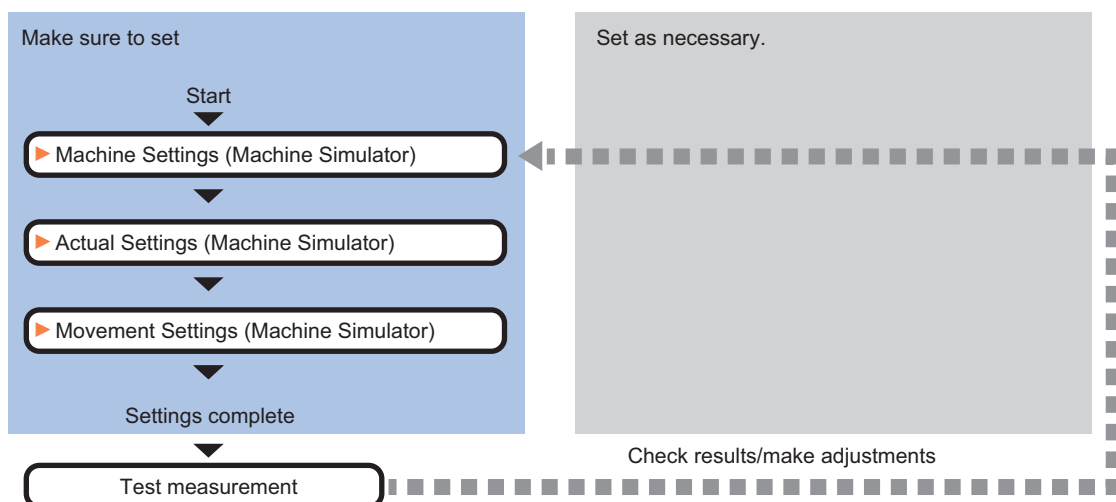 Make sure to set
Set as necessary.
Start
Machine Settings (Machine Simulator)
Actual Settings (Machine Simulator)
Movement Settings (Machine Simulator)
Settings complete
Check results/make adjustments
Test measurement